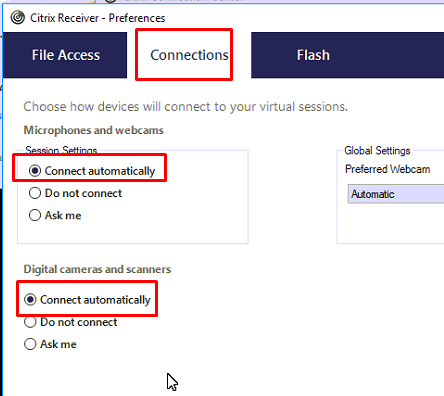 Citrix Receiver - Preferences
File Access
Connections
Flash
Choose how devices will connect to your virtual sessions.
Microphones and webcams
Session Settings
Connect automatically
Do not connect
Ask me
Global Settings
Preferred Webcam
Automatic
Digital cameras and scanners
Connect automatically
Do not connect
Ask me